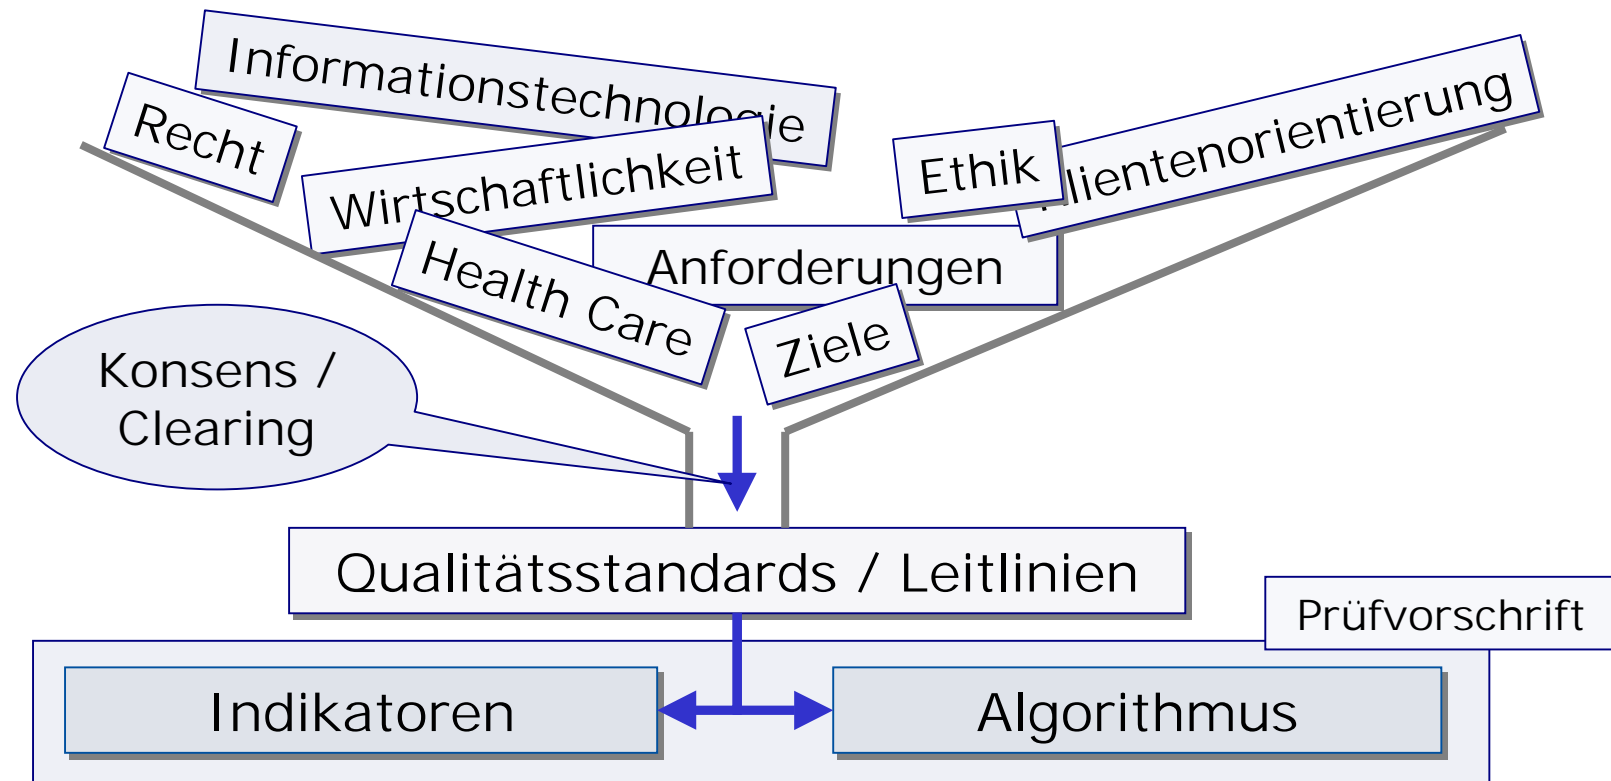 Informationstechnologie
Recht
Wirtschaftlichkeit
Ethik
Klientenorientierung
Health Care
Anforderungen
Ziele
Konsens /
Clearing
Qualitätsstandards / Leitlinien
Prüfvorschrift
Indikatoren
Algorithmus